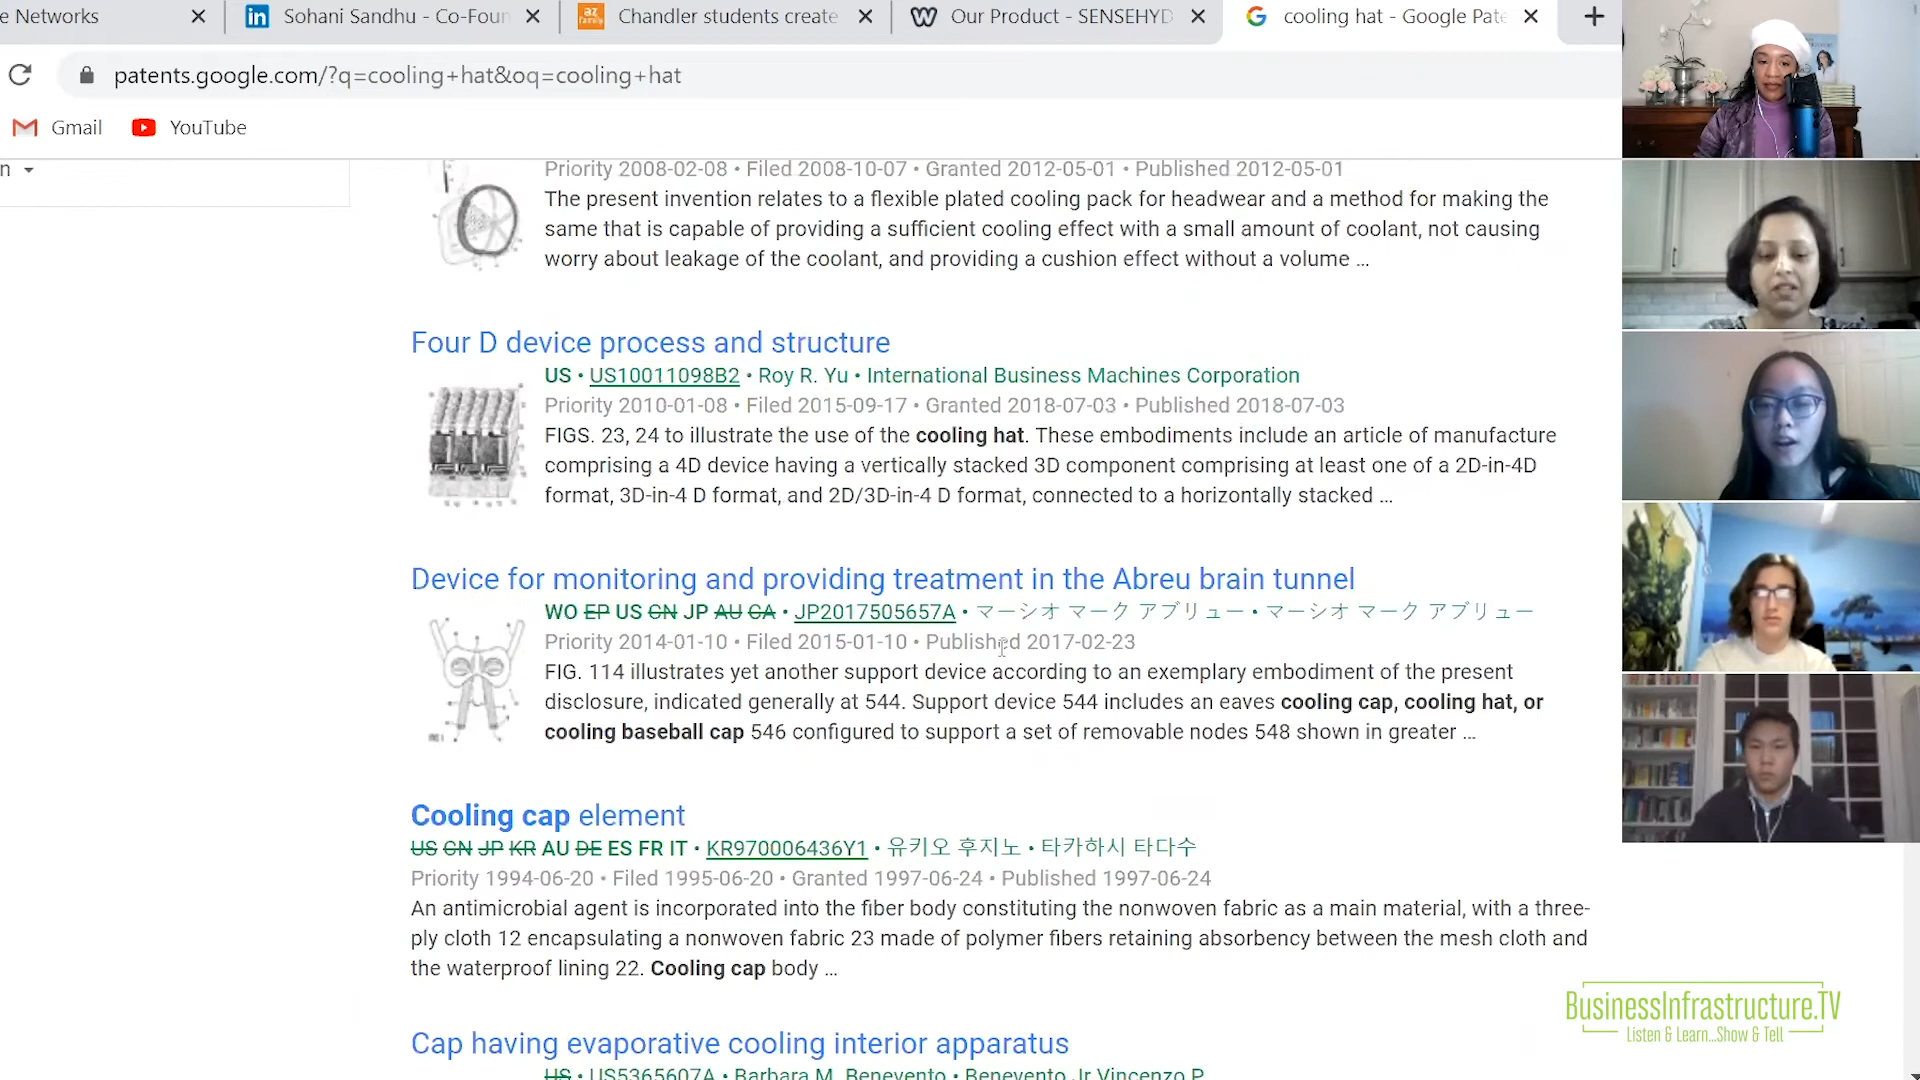 e Networks
Sohani Sandhu - Co-Foun
Chandler students create
Our Product - SENSEHYD
cooling hat - Google Pate
patents.google.com/?q=cooling+hat&oq=cooling+hat
Gmail
YouTube
n
Priority 2008-02-08 • Filed 2008-10-07 • Granted 2012-05-01 • Published 2012-05-01
The present invention relates to a flexible plated cooling pack for headwear and a method for making the
same that is capable of providing a sufficient cooling effect with a small amount of coolant, not causing
worry about leakage of the coolant, and providing a cushion effect without a volume ...
Four D device process and structure
US • US10011098B2 • Roy R. Yu • International Business Machines Corporation
Priority 2010-01-08 • Filed 2015-09-17 • Granted 2018-07-03 • Published 2018-07-03
FIGS. 23, 24 to illustrate the use of the cooling hat. These embodiments include an article of manufacture
comprising a 4D device having a vertically stacked 3D component comprising at least one of a 2D-in-4D
format, 3D-in-4 D format, and 2D/3D-in-4 D format, connected to a horizontally stacked ...
Device for monitoring and providing treatment in the Abreu brain tunnel
WO EP US CN JP AU CA • JP2017505657A • マーシオ マーク アブリュー • マーシオ マーク アブリュー
Priority 2014-01-10 • Filed 2015-01-10 • Published 2017-02-23
FIG. 114 illustrates yet another support device according to an exemplary embodiment of the present
disclosure, indicated generally at 544. Support device 544 includes an eaves cooling cap, cooling hat, or
cooling baseball cap 546 configured to support a set of removable nodes 548 shown in greater ...
Cooling cap element
US CN JP KR AU DE ES FR IT • KR970006436Y1 • 유키오 후지노 • 타카하시 타다수
Priority 1994-06-20 • Filed 1995-06-20 • Granted 1997-06-24 • Published 1997-06-24
An antimicrobial agent is incorporated into the fiber body constituting the nonwoven fabric as a main material, with a three-
ply cloth 12 encapsulating a nonwoven fabric 23 made of polymer fibers retaining absorbency between the mesh cloth and
the waterproof lining 22. Cooling cap body ...
Cap having evaporative cooling interior apparatus
US • US5365607A • Barbara M. Benevento • Benevento Jr Vincenzo P
BusinessInfrastructure.TV
Listen & Learn...Show & Tell